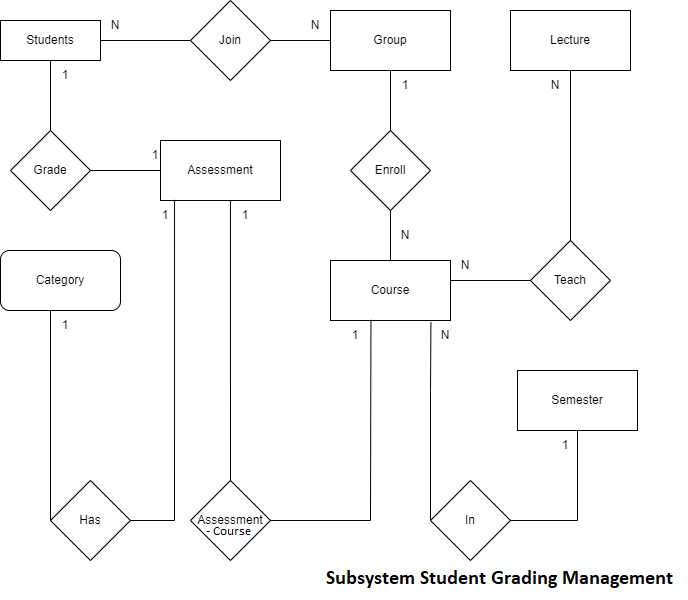 Students
N
Join
N
Group
Lecture
1
1
N
Grade
1
Assessment
Enroll
1
1
N
Category
Course
N
Teach
1
1
N
Semester
1
Has
Assessment
- Course
In
Subsystem Student Grading Management